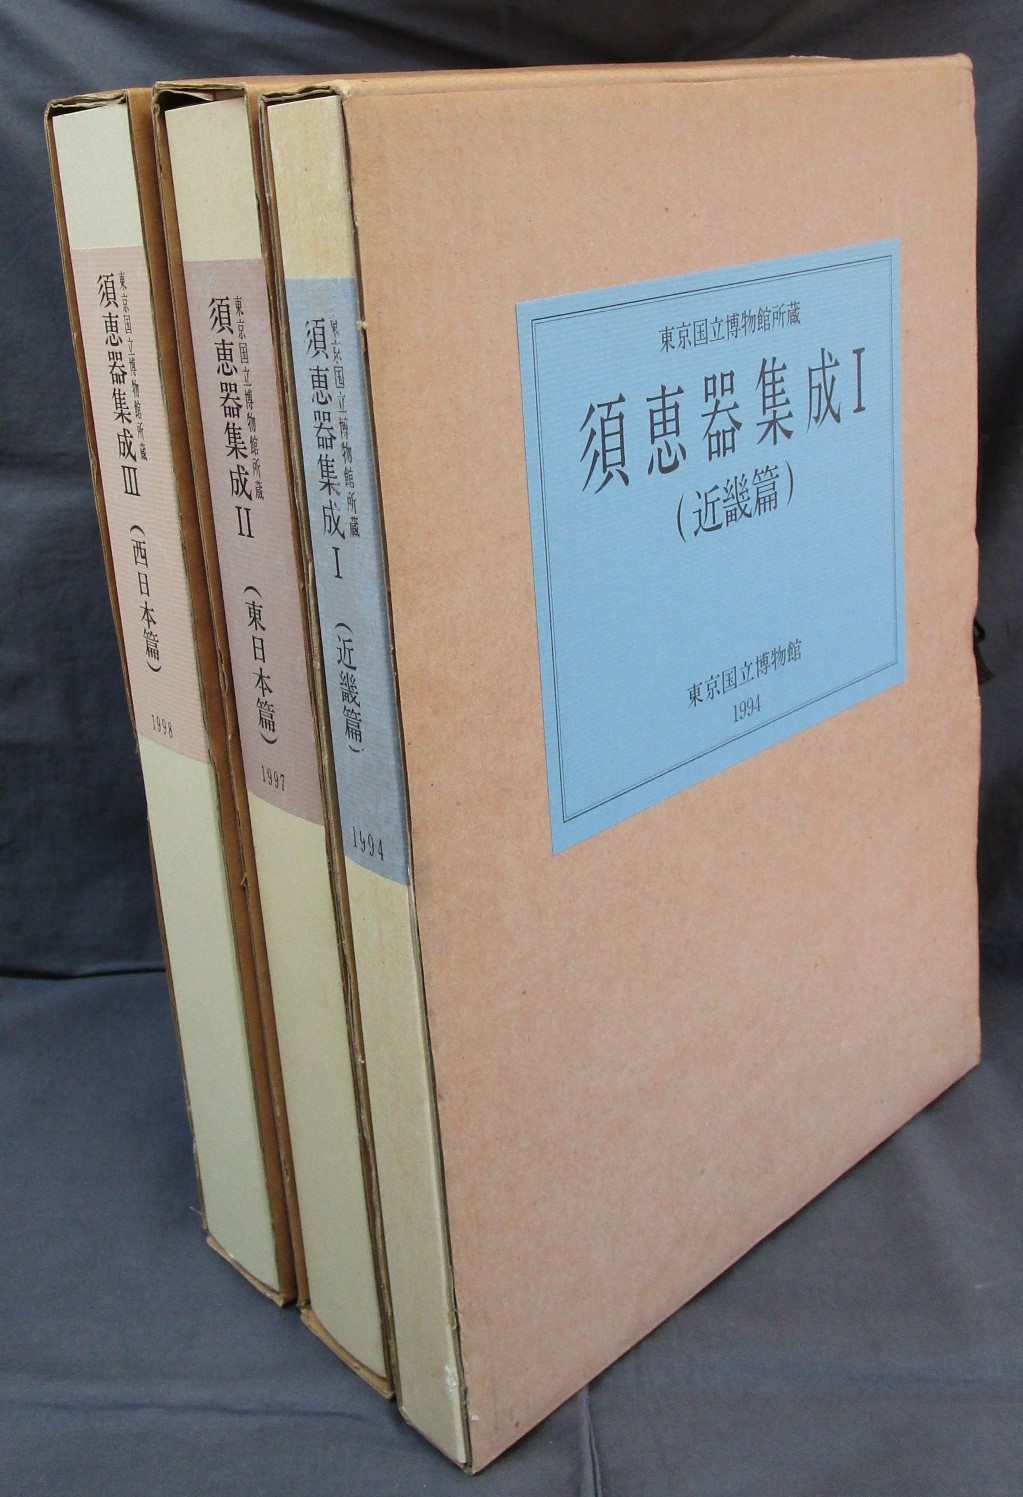 東京国立博物館所蔵
須恵器集成Ⅰ
(近畿篇)
東京国立博物館
1994
東京国立博物館所蔵
須恵器集成Ⅰ (近畿篇)
1994
東京国立博物館所蔵
須恵器集成Ⅱ (東日本篇)
1997
東京国立博物館所蔵
須恵器集成Ⅲ (西日本篇)
1998